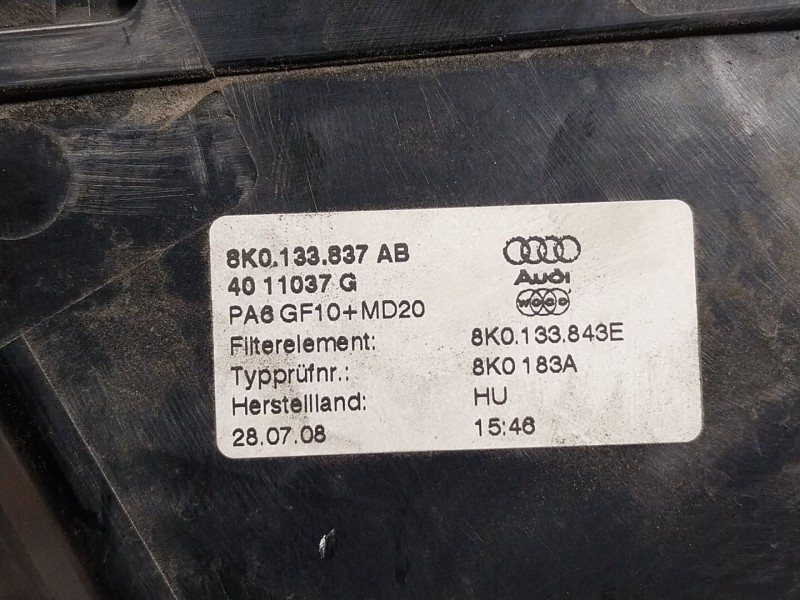 8K0.133.837 AB
40 11037 G
PA6 GF10+MD20
Audi
WOCO
Filterelement: 8K0.133.843E
Typprüfnr.: 8K0 183A
Herstellland: HU
28.07.08 15:46